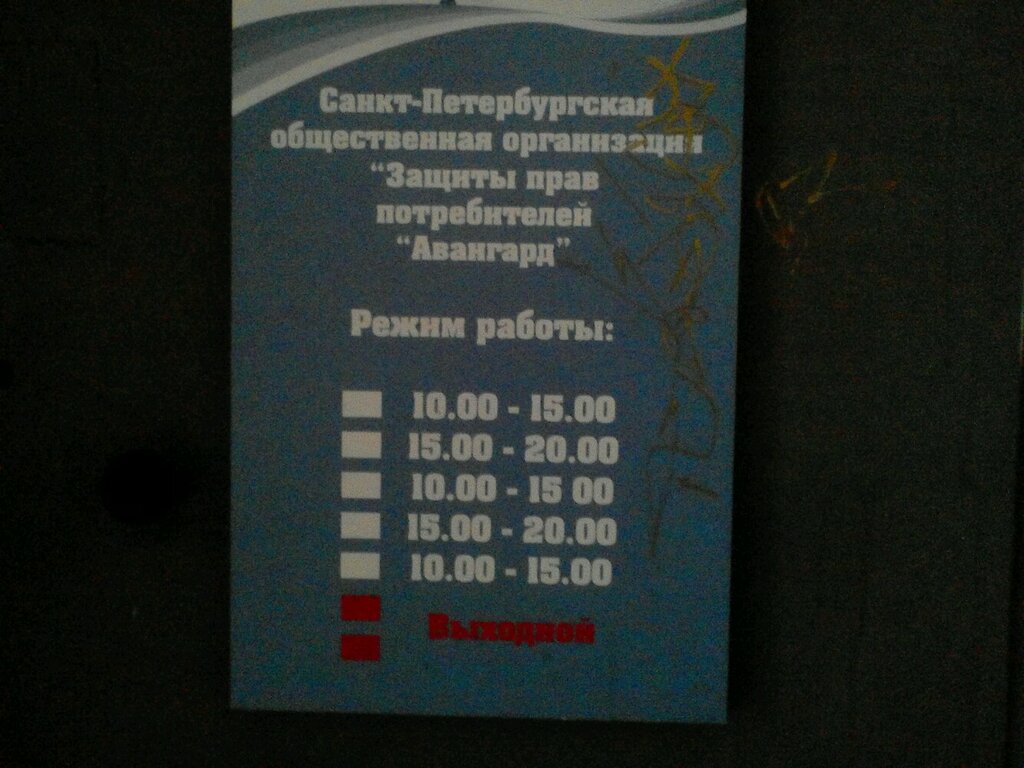 Санкт-Петербургская
общественная организации
“Защиты прав
потребителей
“Авангард”
Режим работы:
10.00 - 15.00
15.00 - 20.00
10.00 - 15 00
15.00 - 20.00
10.00 - 15.00
Выходной